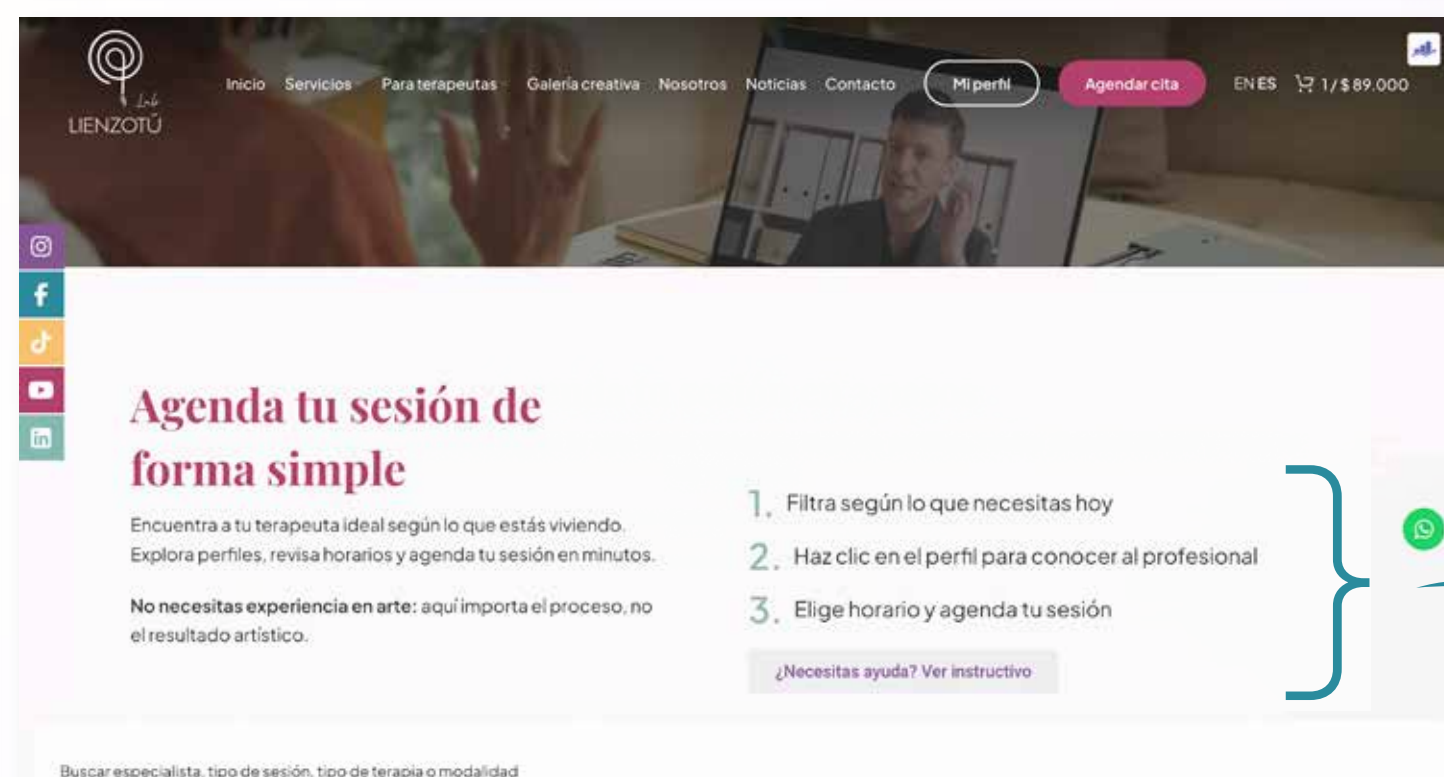 Lab
LIENZOTÚ
Inicio Servicios Para terapeutas Galería creativa Nosotros Noticias Contacto Mi perfil Agendar cita EN ES 1 / $ 89.000
Agenda tu sesión de
forma simple
Encuentra a tu terapeuta ideal según lo que estás viviendo.
Explora perfiles, revisa horarios y agenda tu sesión en minutos.
No necesitas experiencia en arte: aquí importa el proceso, no
el resultado artístico.
1. Filtra según lo que necesitas hoy
2. Haz clic en el perfil para conocer al profesional
3. Elige horario y agenda tu sesión
¿Necesitas ayuda? Ver instructivo
Buscar especialista, tipo de sesión, tipo de terapia o modalidad